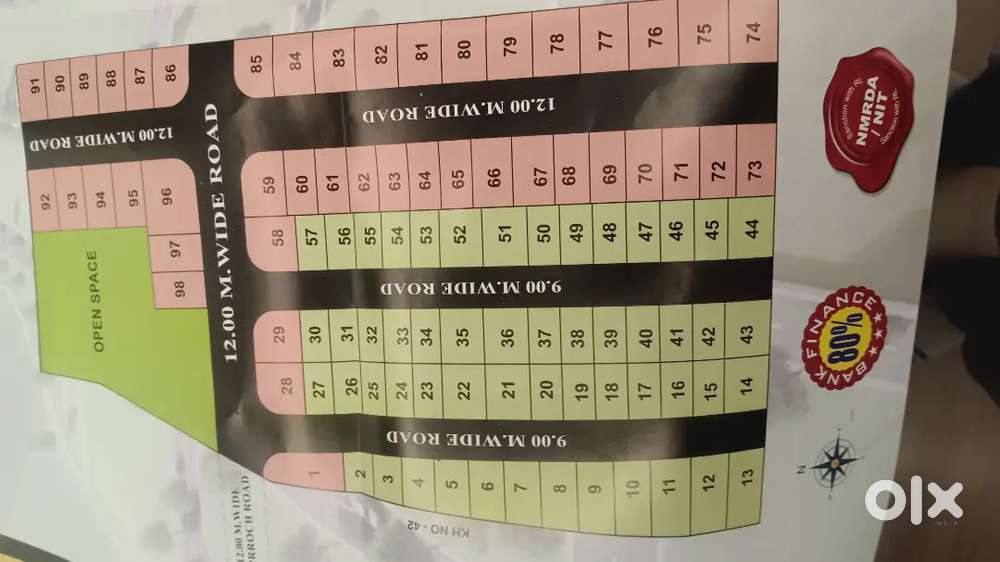 91 90 89 88 87 86
85 84 83 82 81 80 79 78 77 76 75 74
12.00 M.WIDE ROAD
12.00 M.WIDE ROAD
12.00 M.WIDE ROAD
92 93 94 95 96
97
98
59 60 61 62 63 64 65 66 67 68 69 70 71 72 73
58 57 56 55 54 53 52 51 50 49 48 47 46 45 44
OPEN SPACE
9.00 M.WIDE ROAD
29 30 31 32 33 34 35 36 37 38 39 40 41 42 43
28 27 26 25 24 23 22 21 20 19 18 17 16 15 14
9.00 M.WIDE ROAD
1 2 3 4 5 6 7 8 9 10 11 12 13
KH NO - 42
12.00 M.WIDE
PRROCH ROAD
Sanction with RL
NMRDA
/ NIT
BANK FINANCE
80%
N
olx
INDIA